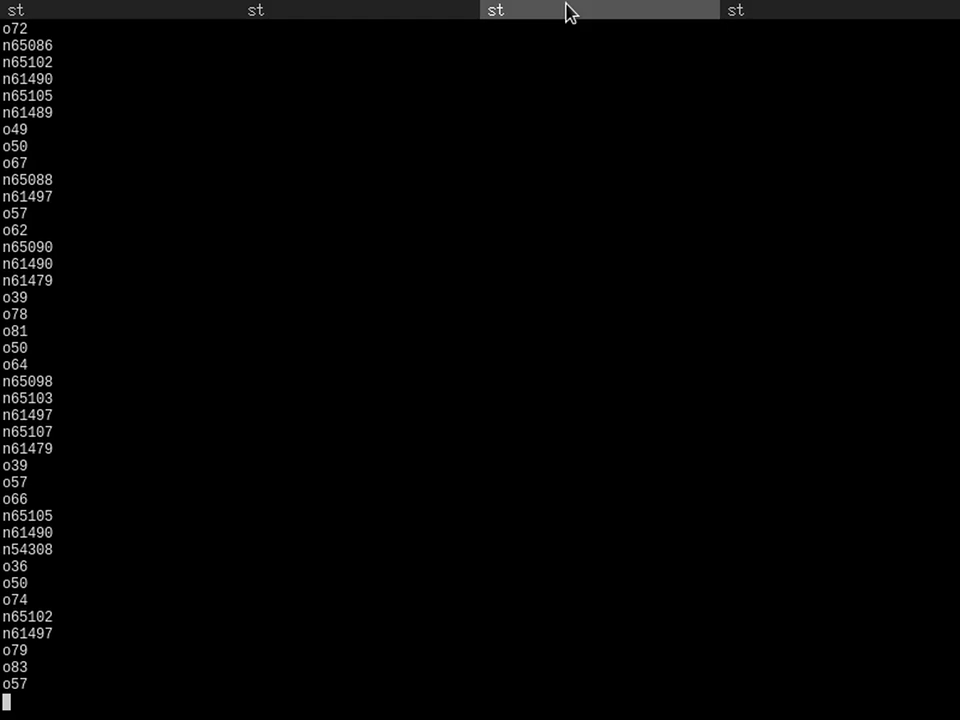 st st st st
o72
n65086
n65102
n61490
n65105
n61489
o49
o50
o67
n65088
n61497
o57
o62
n65090
n61490
n61479
o39
o78
o81
o50
o64
n65098
n65103
n61497
n65107
n61479
o39
o57
o66
n65105
n61490
n54308
o36
o50
o74
n65102
n61497
o79
o83
o57